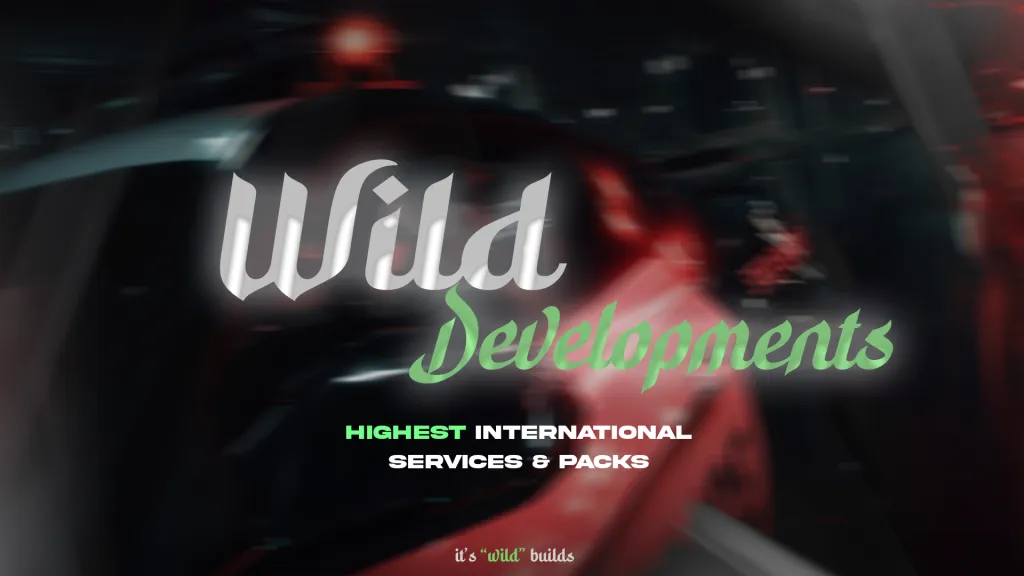 Wild
Developments
HIGHEST INTERNATIONAL
SERVICES & PACKS
it's “wild” builds